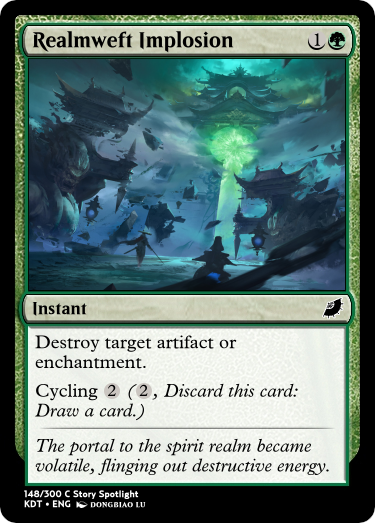 Realmweft Implosion 1
Instant
Destroy target artifact or
enchantment.
Cycling 2 (2, Discard this card:
Draw a card.)
The portal to the spirit realm became
volatile, flinging out destructive energy.
148/300 C Story Spotlight
KDT • ENG DONGBIAO LU